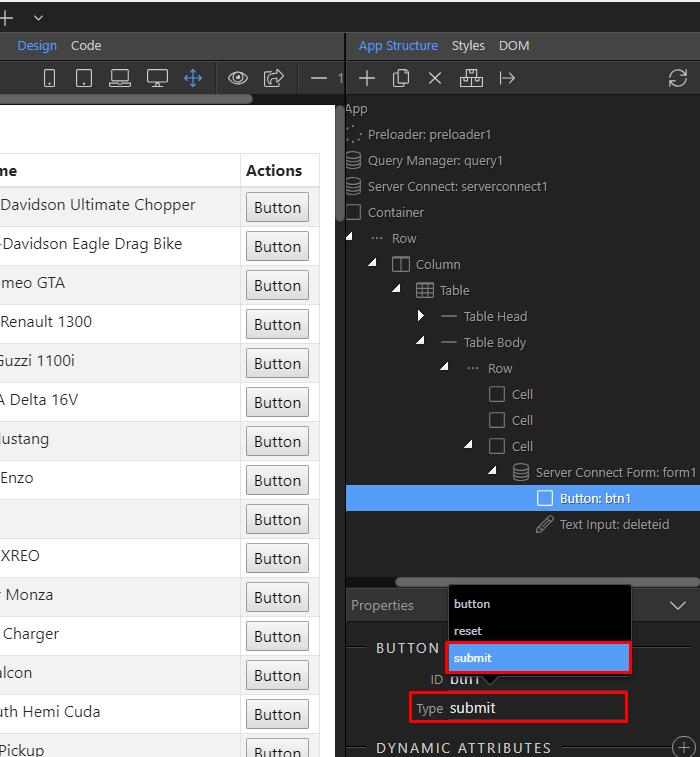 Design Code
App Structure Styles DOM
1
App
Preloader: preloader1
Query Manager: query1
Server Connect: serverconnect1
Container
Row
Column
Table
Table Head
Table Body
Row
Cell
Cell
Cell
Server Connect Form: form1
Button: btn1
Text Input: deleteid
me Actions
Davidson Ultimate Chopper Button
-Davidson Eagle Drag Bike Button
omeo GTA Button
Renault 1300 Button
Guzzi 1100i Button
A Delta 16V Button
Mustang Button
Enzo Button
Button
XREO Button
r Monza Button
Charger Button
alcon Button
uth Hemi Cuda Button
Pickup Button
Properties
button
reset
submit
BUTTON
ID btn1
Type submit
DYNAMIC ATTRIBUTES